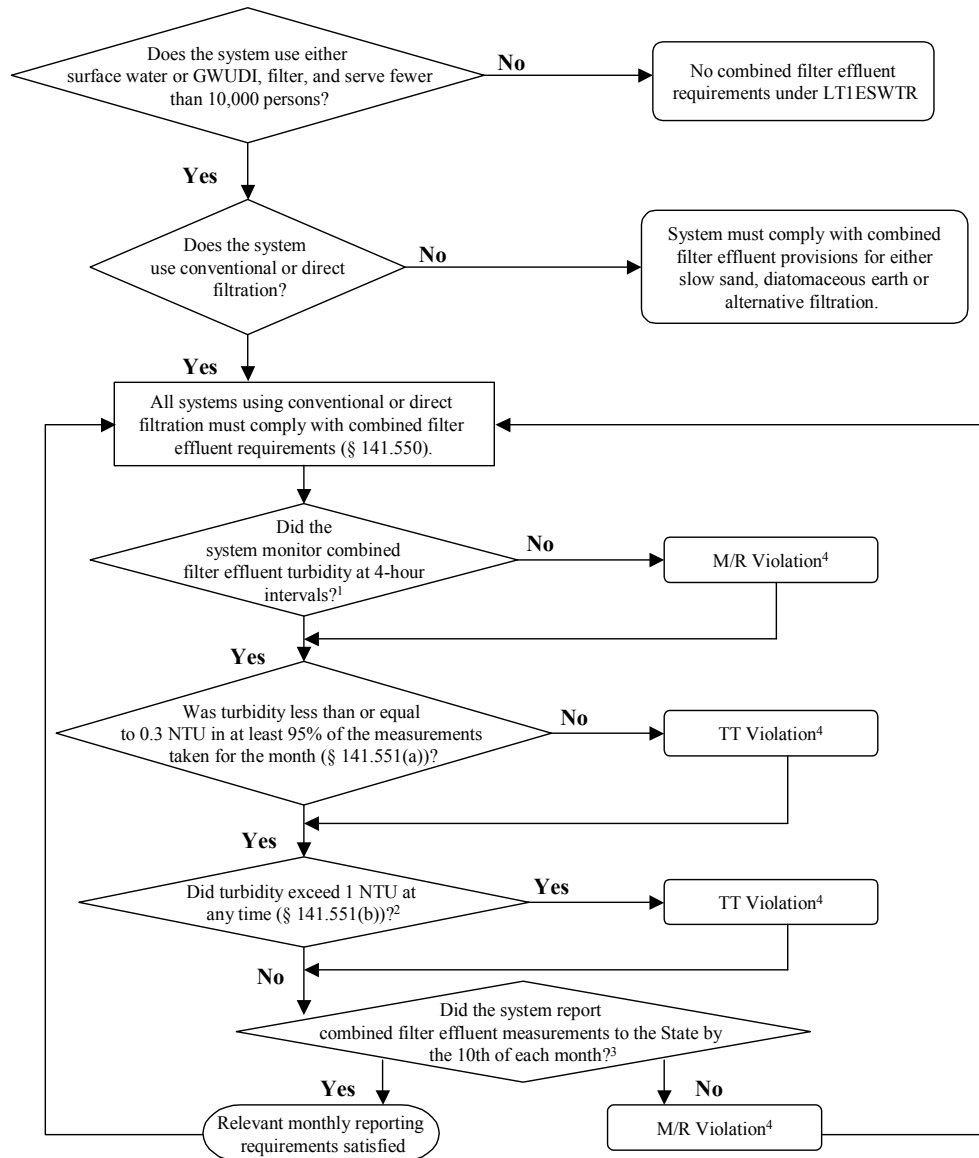 Does the system use either
surface water or GWUDI, filter, and serve fewer
than 10,000 persons?
No
No combined filter effluent
requirements under LT1ESWTR
Yes
Does the system
use conventional or direct
filtration?
No
System must comply with combined
filter effluent provisions for either
slow sand, diatomaceous earth or
alternative filtration.
Yes
All systems using conventional or direct
filtration must comply with combined filter
effluent requirements (§ 141.550).
Did the
system monitor combined
filter effluent turbidity at 4-hour
intervals?¹
No
M/R Violation⁴
Yes
Was turbidity less than or equal
to 0.3 NTU in at least 95% of the measurements
taken for the month (§ 141.551(a))?
No
TT Violation⁴
Yes
Did turbidity exceed 1 NTU at
any time (§ 141.551(b))?²
Yes
TT Violation⁴
No
Did the system report
combined filter effluent measurements to the State by
the 10th of each month?³
Yes
No
Relevant monthly reporting
requirements satisfied
M/R Violation⁴